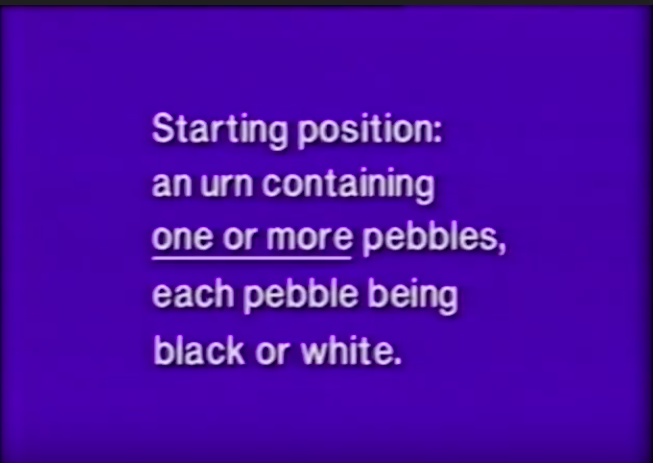 Starting position:
an urn containing
one or more pebbles,
each pebble being
black or white.